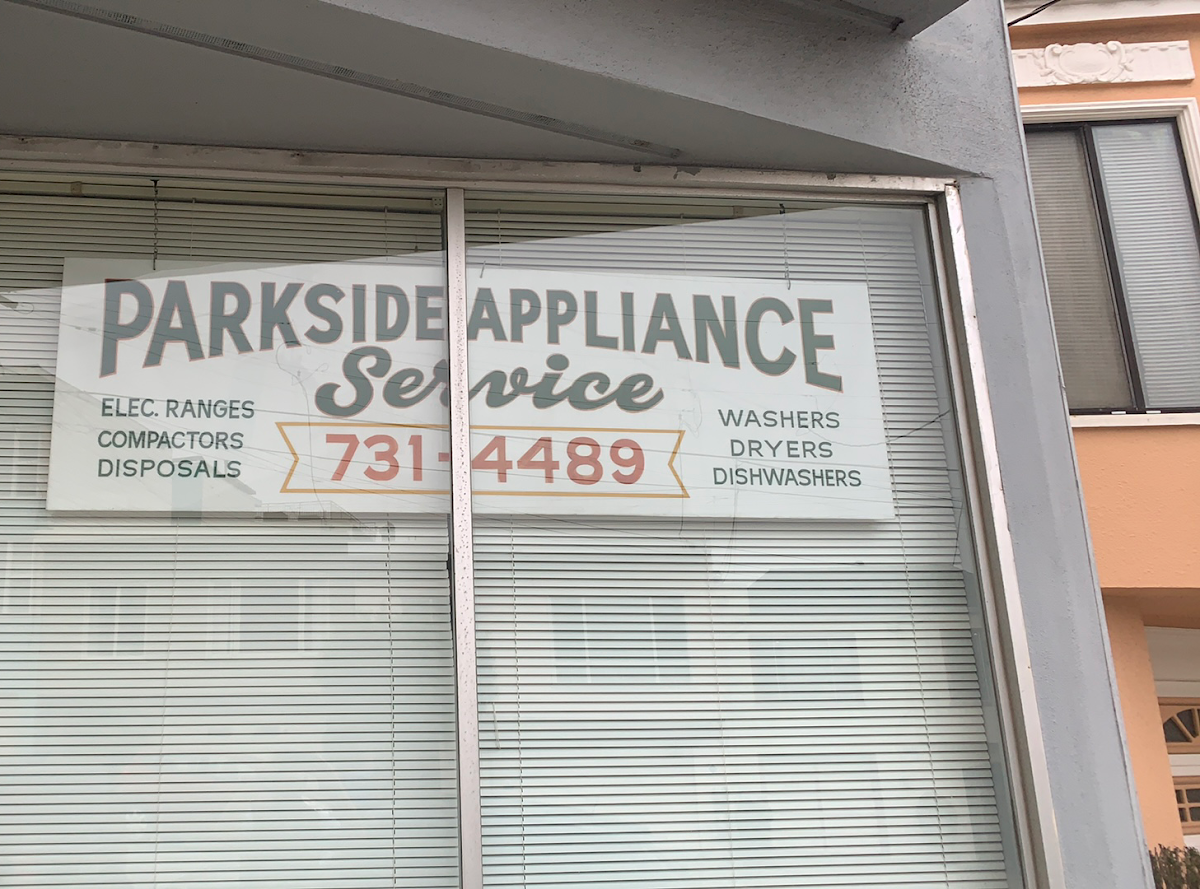 PARKSIDE APPLIANCE
Service
ELEC. RANGES
COMPACTORS
DISPOSALS
731-4489
WASHERS
DRYERS
DISHWASHERS